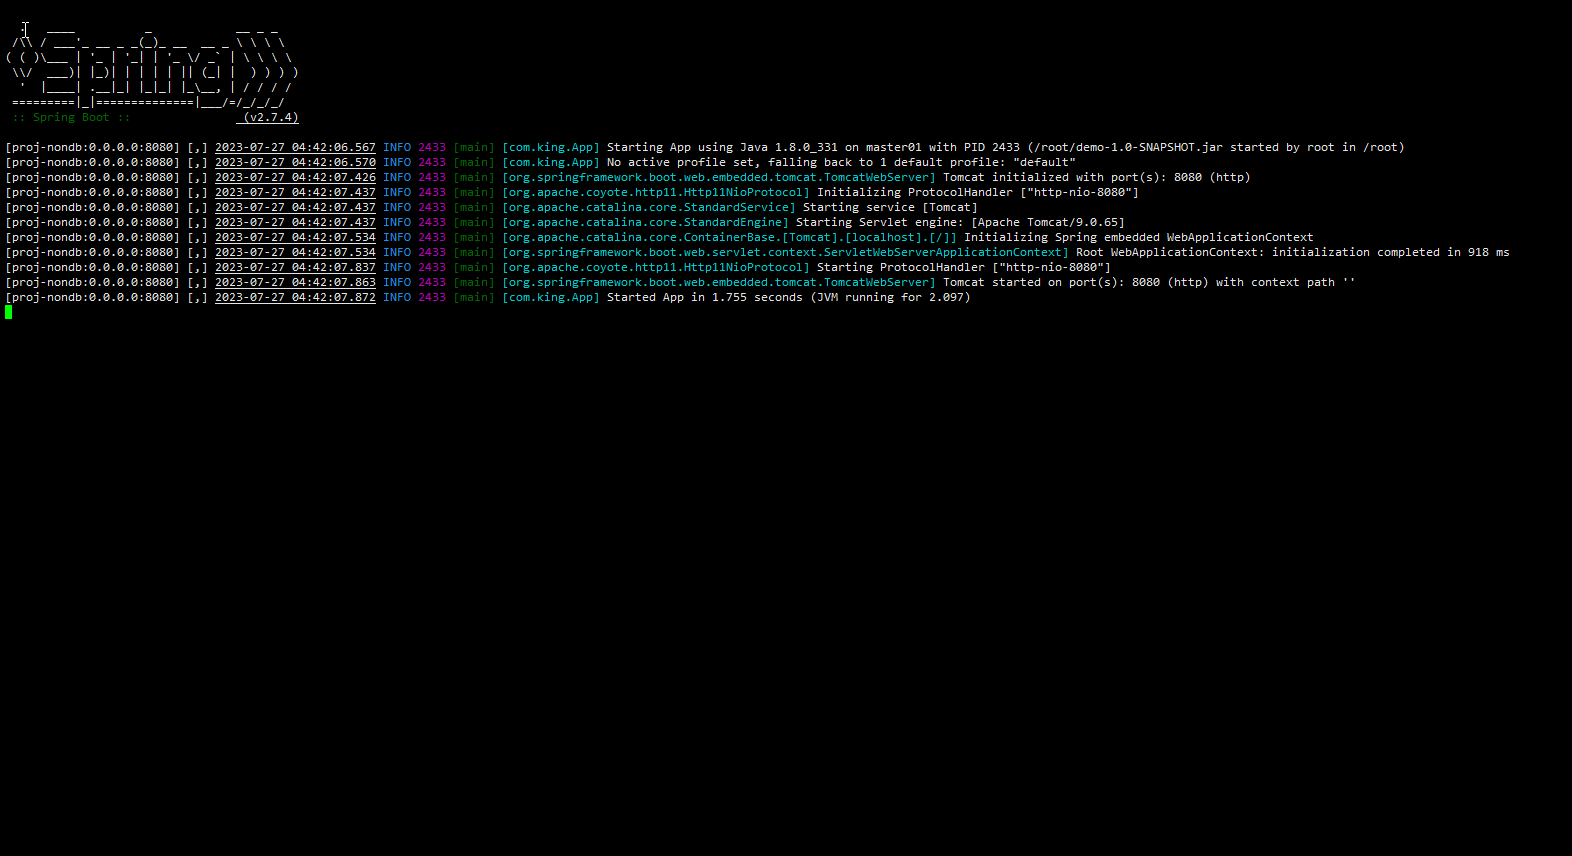 .   ____          _            __ _ _
 /\\ / ___'_ __ _ _(_)_ __  __ _ \ \ \ \
( ( )\___ | '_ | '_| | '_ \/ _` | \ \ \ \
 \\/  ___)| |_)| | | | | || (_| |  ) ) ) )
  '  |____| .__|_| |_|_| |_\__, | / / / /
 =========|_|==============|___/=/_/_/_/
 :: Spring Boot ::                (v2.7.4)
[proj-nondb:0.0.0.0:8080] [,] 2023-07-27 04:42:06.567 INFO 2433 [main] [com.king.App] Starting App using Java 1.8.0_331 on master01 with PID 2433 (/root/demo-1.0-SNAPSHOT.jar started by root in /root)
[proj-nondb:0.0.0.0:8080] [,] 2023-07-27 04:42:06.570 INFO 2433 [main] [com.king.App] No active profile set, falling back to 1 default profile: "default"
[proj-nondb:0.0.0.0:8080] [,] 2023-07-27 04:42:07.426 INFO 2433 [main] [org.springframework.boot.web.embedded.tomcat.TomcatWebServer] Tomcat initialized with port(s): 8080 (http)
[proj-nondb:0.0.0.0:8080] [,] 2023-07-27 04:42:07.437 INFO 2433 [main] [org.apache.coyote.http11.Http11NioProtocol] Initializing ProtocolHandler ["http-nio-8080"]
[proj-nondb:0.0.0.0:8080] [,] 2023-07-27 04:42:07.437 INFO 2433 [main] [org.apache.catalina.core.StandardService] Starting service [Tomcat]
[proj-nondb:0.0.0.0:8080] [,] 2023-07-27 04:42:07.437 INFO 2433 [main] [org.apache.catalina.core.StandardEngine] Starting Servlet engine: [Apache Tomcat/9.0.65]
[proj-nondb:0.0.0.0:8080] [,] 2023-07-27 04:42:07.534 INFO 2433 [main] [org.apache.catalina.core.ContainerBase.[Tomcat].[localhost].[/]] Initializing Spring embedded WebApplicationContext
[proj-nondb:0.0.0.0:8080] [,] 2023-07-27 04:42:07.534 INFO 2433 [main] [org.springframework.boot.web.servlet.context.ServletWebServerApplicationContext] Root WebApplicationContext: initialization completed in 918 ms
[proj-nondb:0.0.0.0:8080] [,] 2023-07-27 04:42:07.837 INFO 2433 [main] [org.apache.coyote.http11.Http11NioProtocol] Starting ProtocolHandler ["http-nio-8080"]
[proj-nondb:0.0.0.0:8080] [,] 2023-07-27 04:42:07.863 INFO 2433 [main] [org.springframework.boot.web.embedded.tomcat.TomcatWebServer] Tomcat started on port(s): 8080 (http) with context path ''
[proj-nondb:0.0.0.0:8080] [,] 2023-07-27 04:42:07.872 INFO 2433 [main] [com.king.App] Started App in 1.755 seconds (JVM running for 2.097)